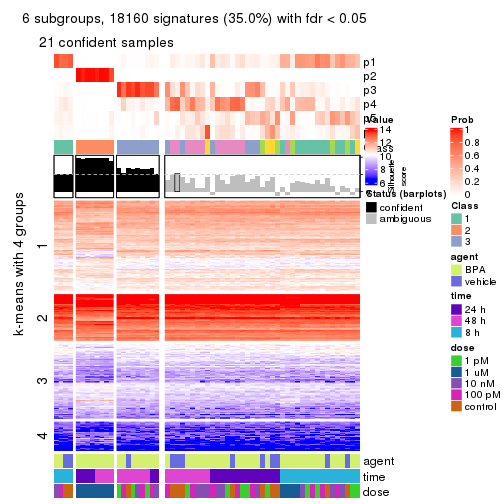 6 subgroups, 18160 signatures (35.0%) with fdr < 0.05
21 confident samples
p1
p2
p3
p4
Value
14
12
10
8
6
Silhouette
score
Status (barplots)
confident
ambiguous
Prob
1
0.8
0.6
0.4
0.2
0
Class
1
2
3
agent
BPA
vehicle
time
24 h
48 h
8 h
dose
1 pM
1 uM
10 nM
100 pM
control
k-means with 4 groups
1
2
3
4
agent
time
dose